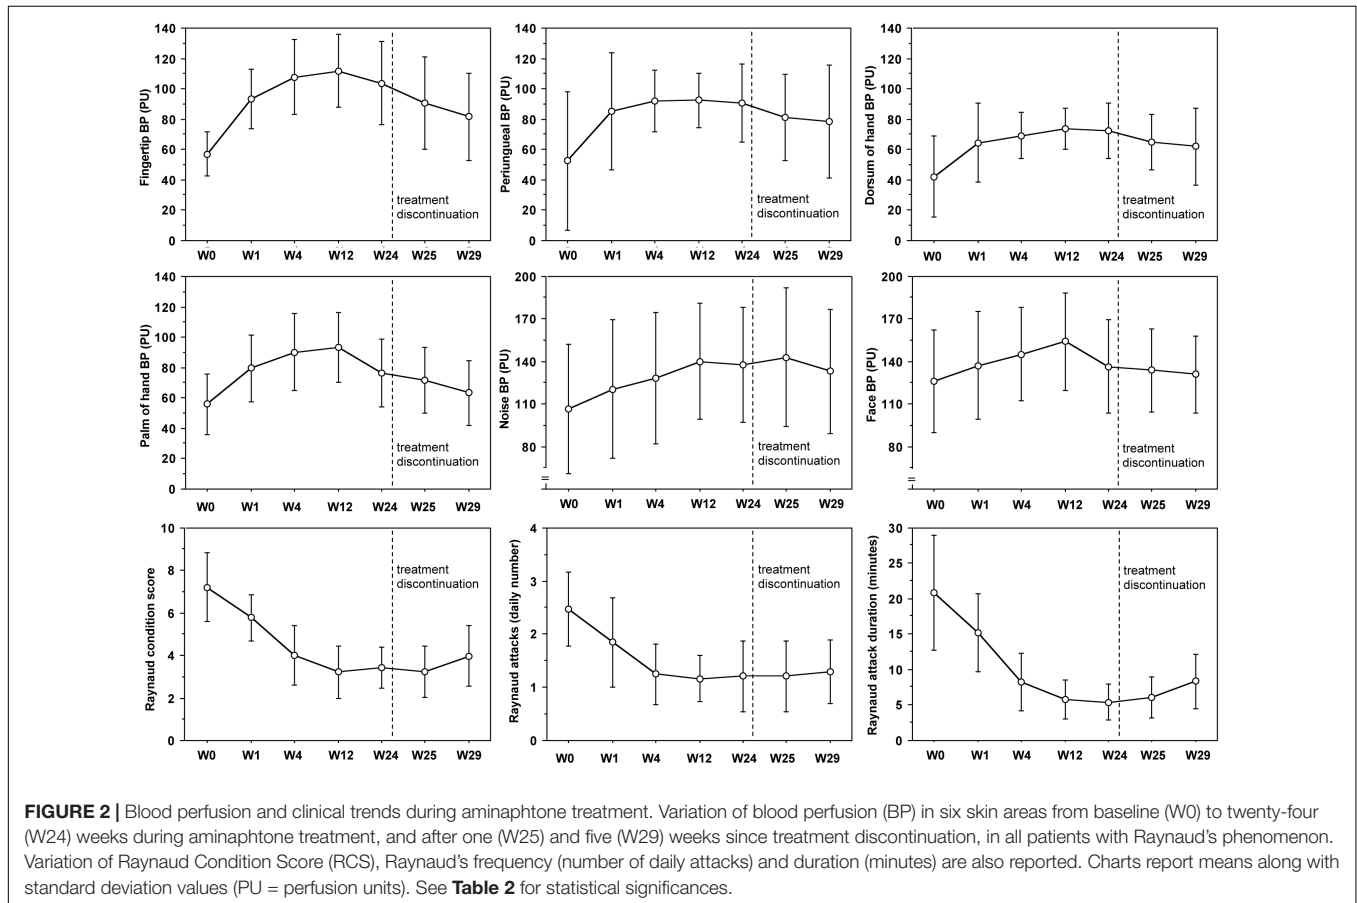 140
120
100
80
60
40
20
0
Fingertip BP (PU)
treatment
discontinuation
W0 W1 W4 W12 W24 W25 W29
140
120
100
80
60
40
20
0
Periungueal BP (PU)
treatment
discontinuation
W0 W1 W4 W12 W24 W25 W29
140
120
100
80
60
40
20
0
Dorsum of hand BP (PU)
treatment
discontinuation
W0 W1 W4 W12 W24 W25 W29
140
120
100
80
60
40
20
0
Palm of hand BP (PU)
treatment
discontinuation
W0 W1 W4 W12 W24 W25 W29
200
170
140
110
80
Noise BP (PU)
treatment
discontinuation
W0 W1 W4 W12 W24 W25 W29
200
170
140
110
80
Face BP (PU)
treatment
discontinuation
W0 W1 W4 W12 W24 W25 W29
10
8
6
4
2
0
Raynaud condition score
treatment
discontinuation
W0 W1 W4 W12 W24 W25 W29
4
3
2
1
0
Raynaud attacks (daily number)
treatment
discontinuation
W0 W1 W4 W12 W24 W25 W29
30
25
20
15
10
5
0
Raynaud attack duration (minutes)
treatment
discontinuation
W0 W1 W4 W12 W24 W25 W29
FIGURE 2 | Blood perfusion and clinical trends during aminaphtone treatment. Variation of blood perfusion (BP) in six skin areas from baseline (W0) to twenty-four
(W24) weeks during aminaphtone treatment, and after one (W25) and five (W29) weeks since treatment discontinuation, in all patients with Raynaud's phenomenon.
Variation of Raynaud Condition Score (RCS), Raynaud's frequency (number of daily attacks) and duration (minutes) are also reported. Charts report means along with
standard deviation values (PU = perfusion units). See Table 2 for statistical significances.